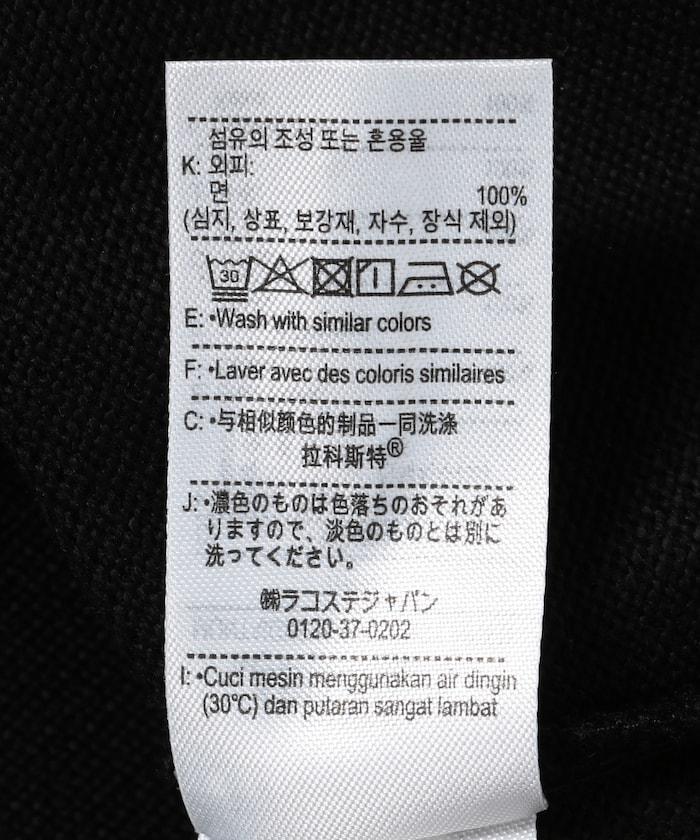 섬유의 조성 또는 혼용율
K: 외피:
면 100%
(심지, 상표, 보강재, 자수, 장식 제외)
30
E: •Wash with similar colors
F: •Laver avec des coloris similaires
C: •与相似颜色的制品一同洗涤
拉科斯特®
J: •濃色のものは色落ちのおそれがあ
りますので、淡色のものとは別に
洗ってください。
㈱ラコステジャパン
0120-37-0202
I: •Cuci mesin menggunakan air dingin
(30°C) dan putaran sangat lambat